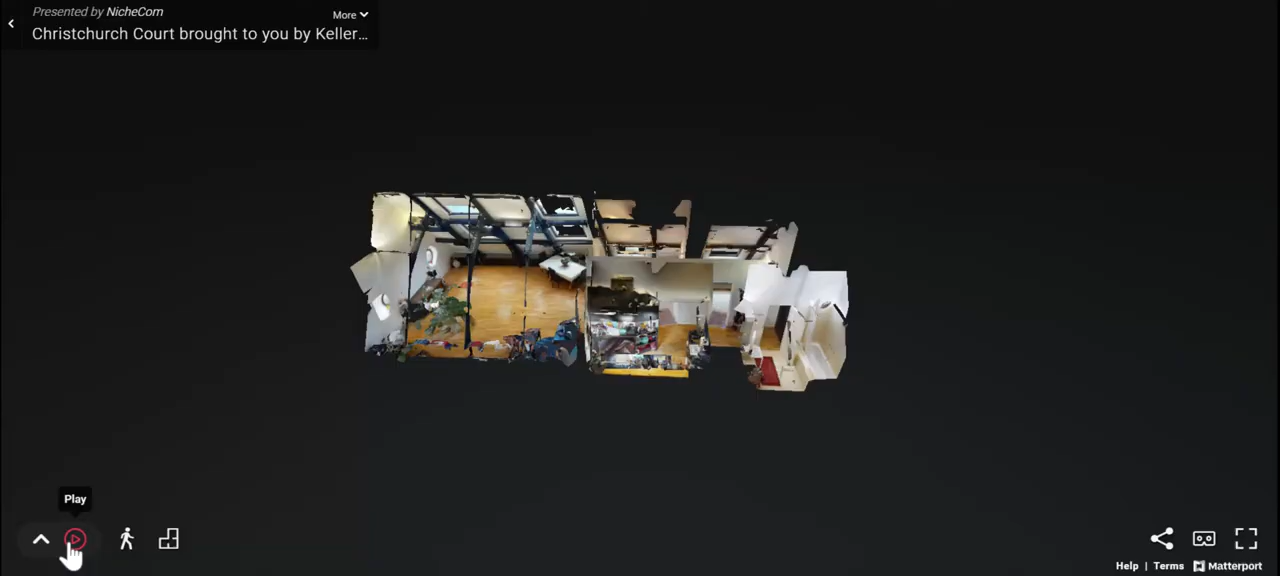 Presented by NicheCom
More
Christchurch Court brought to you by Keller…
Play
Help | Terms Matterport